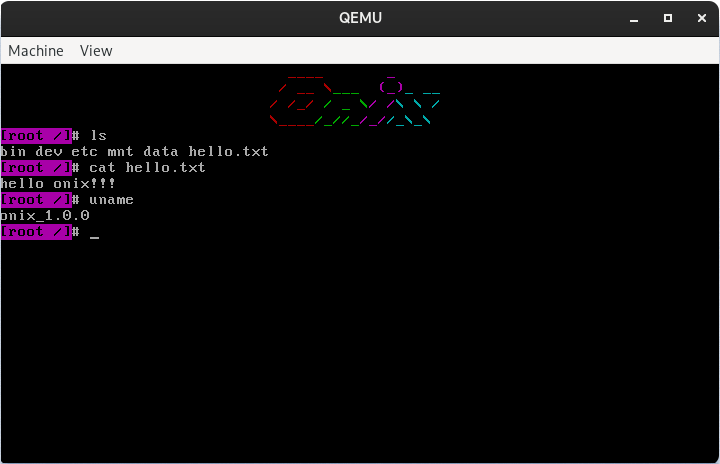 QEMU
Machine View
[root /]# ls
bin dev etc mnt data hello.txt
[root /]# cat hello.txt
hello onix!!!
[root /]# uname
onix_1.0.0
[root /]# _